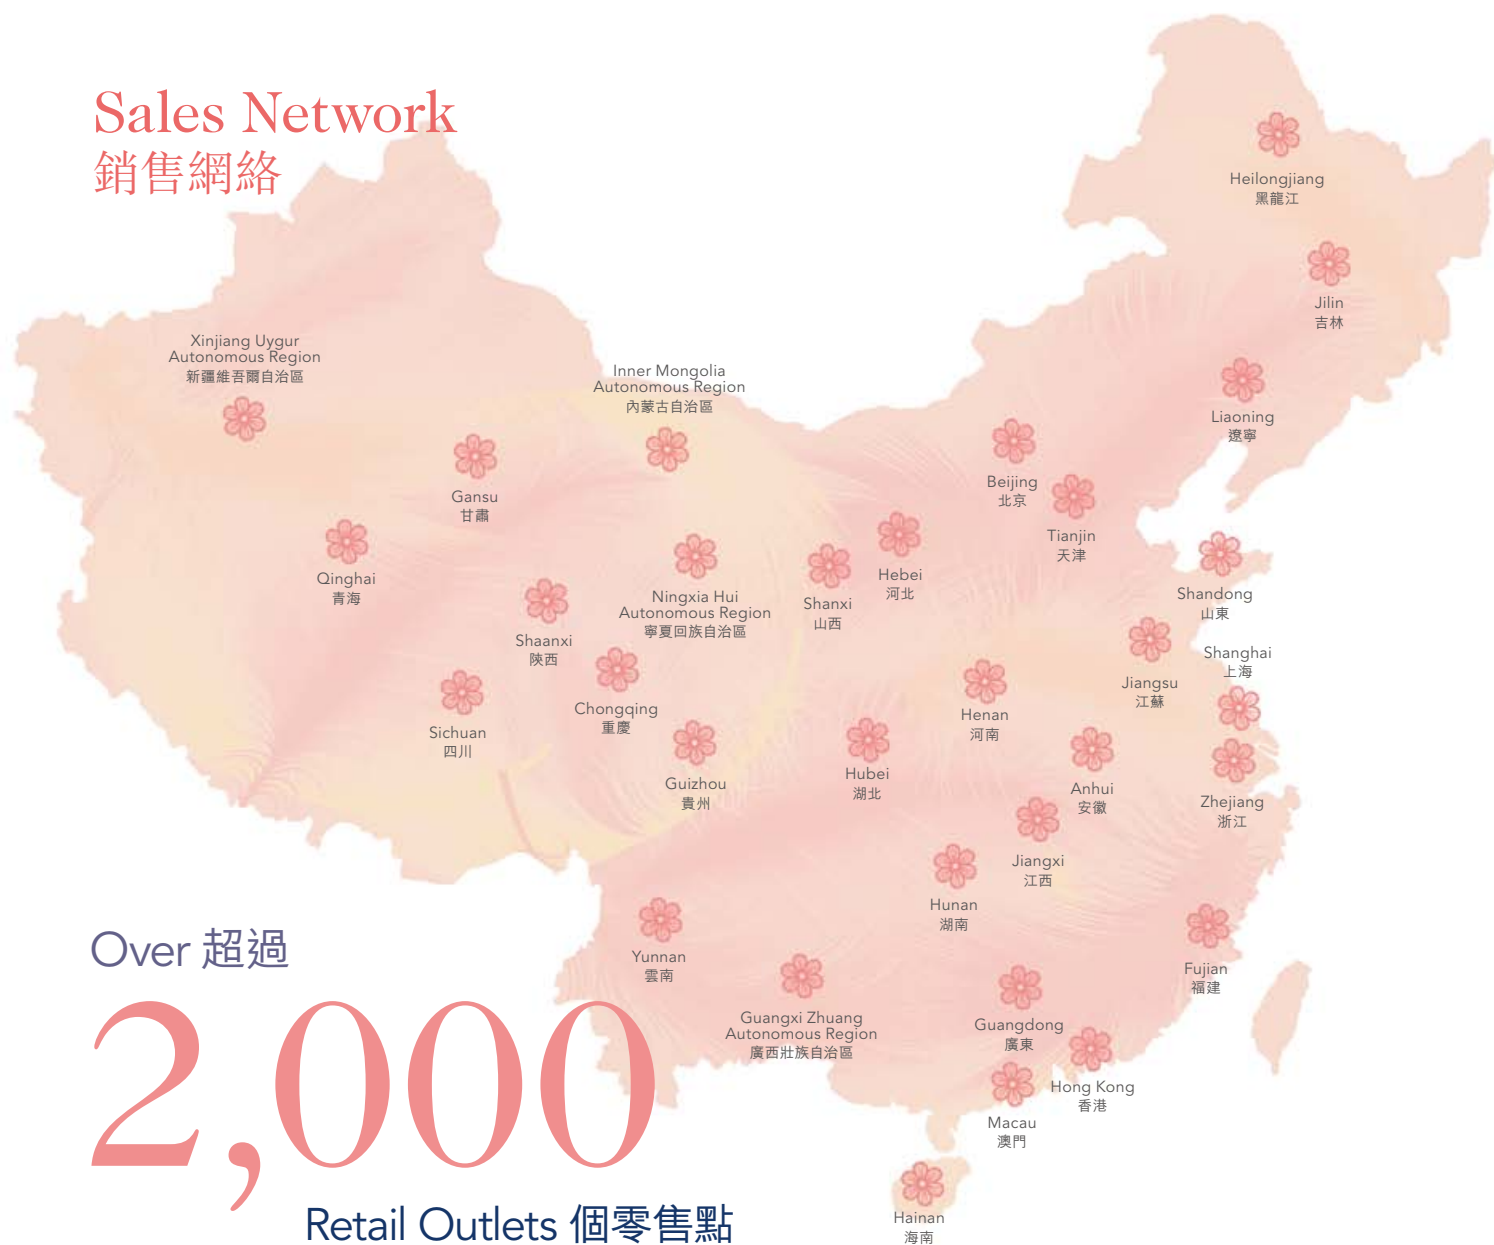 Sales Network
銷售網絡
Heilongjiang
黑龍江
Jilin
吉林
Xinjiang Uygur
Autonomous Region
新疆維吾爾自治區
Inner Mongolia
Autonomous Region
內蒙古自治區
Liaoning
遼寧
Gansu
甘肅
Beijing
北京
Tianjin
天津
Qinghai
青海
Ningxia Hui
Autonomous Region
寧夏回族自治區
Shanxi
山西
Hebei
河北
Shandong
山東
Shaanxi
陝西
Shanghai
上海
Jiangsu
江蘇
Chongqing
重慶
Sichuan
四川
Henan
河南
Guizhou
貴州
Hubei
湖北
Anhui
安徽
Zhejiang
浙江
Jiangxi
江西
Hunan
湖南
Yunnan
雲南
Fujian
福建
Guangxi Zhuang
Autonomous Region
廣西壯族自治區
Guangdong
廣東
Hong Kong
香港
Macau
澳門
Hainan
海南
Over 超過
2,000
Retail Outlets 個零售點